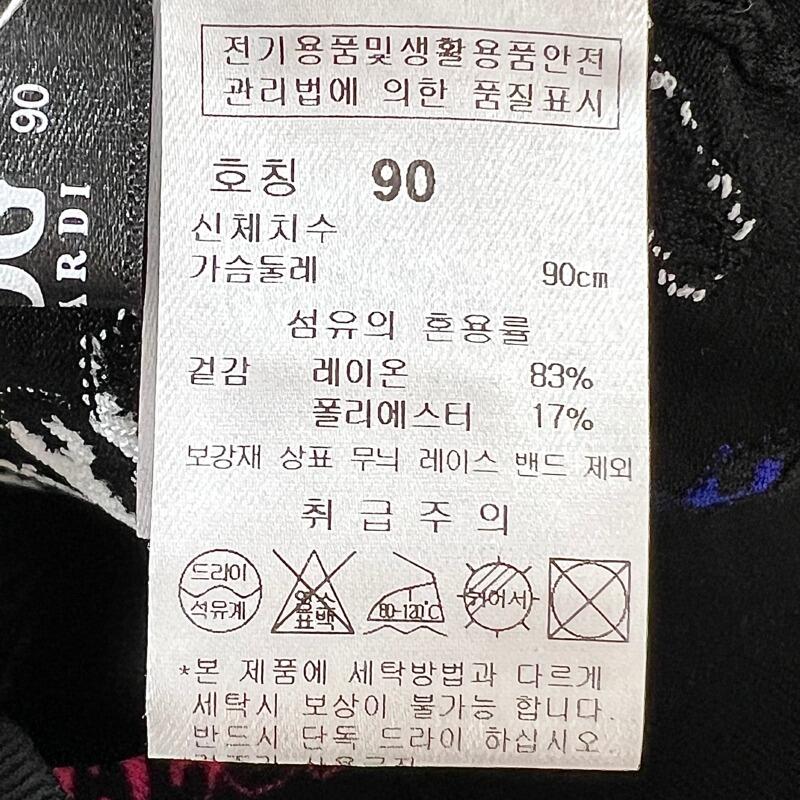 90
ARDI
전기용품및생활용품안전
관리법에 의한 품질표시
호칭 90
신체치수
가슴둘레 90cm
섬유의 혼용률
겉감 레이온 83%
폴리에스터 17%
보강재 상표 무늬 레이스 밴드 제외
취급주의
드라이
석유계
염소
표백
80~120℃
뉘어서
*본 제품에 세탁방법과 다르게
세탁시 보상이 불가능 합니다.
반드시 단독 드라이 하십시오.